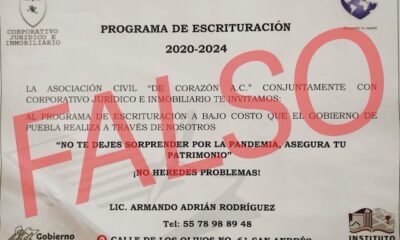 CORPORATIVO
JURÍDICO E
INMOBILIARIO
PROGRAMA DE ESCRITURACIÓN
2020-2024
LA ASOCIACIÓN CIVIL "DE CORAZÓN A.C." CONJUNTAMENTE CON
CORPORATIVO JURÍDICO E INMOBILIARIO TE INVITAMOS:
AL PROGRAMA DE ESCRITURACIÓN A BAJO COSTO QUE EL GOBIERNO DE
PUEBLA REALIZA A TRAVÉS DE NOSOTROS
"NO TE DEJES SORPRENDER POR LA PANDEMIA, ASEGURA TU
PATRIMONIO"
¡NO HEREDES PROBLEMAS!
FALSO
LIC. ARMANDO ADRIÁN RODRÍGUEZ
Tel: 55 78 98 89 48
Gobierno
CALLE DE LOS OLIVOS NO. 61 SAN ANDRÉS
INSTITUTO